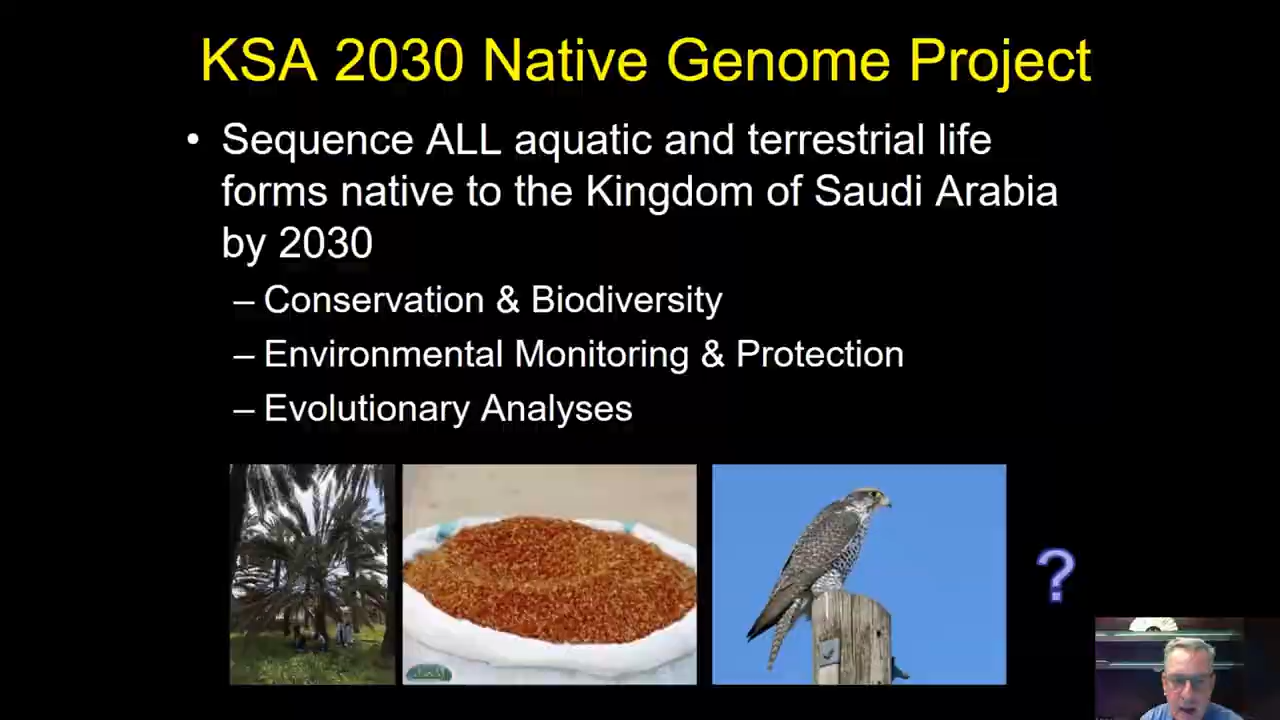 KSA 2030 Native Genome Project
• Sequence ALL aquatic and terrestrial life
forms native to the Kingdom of Saudi Arabia
by 2030
– Conservation & Biodiversity
– Environmental Monitoring & Protection
– Evolutionary Analyses
?